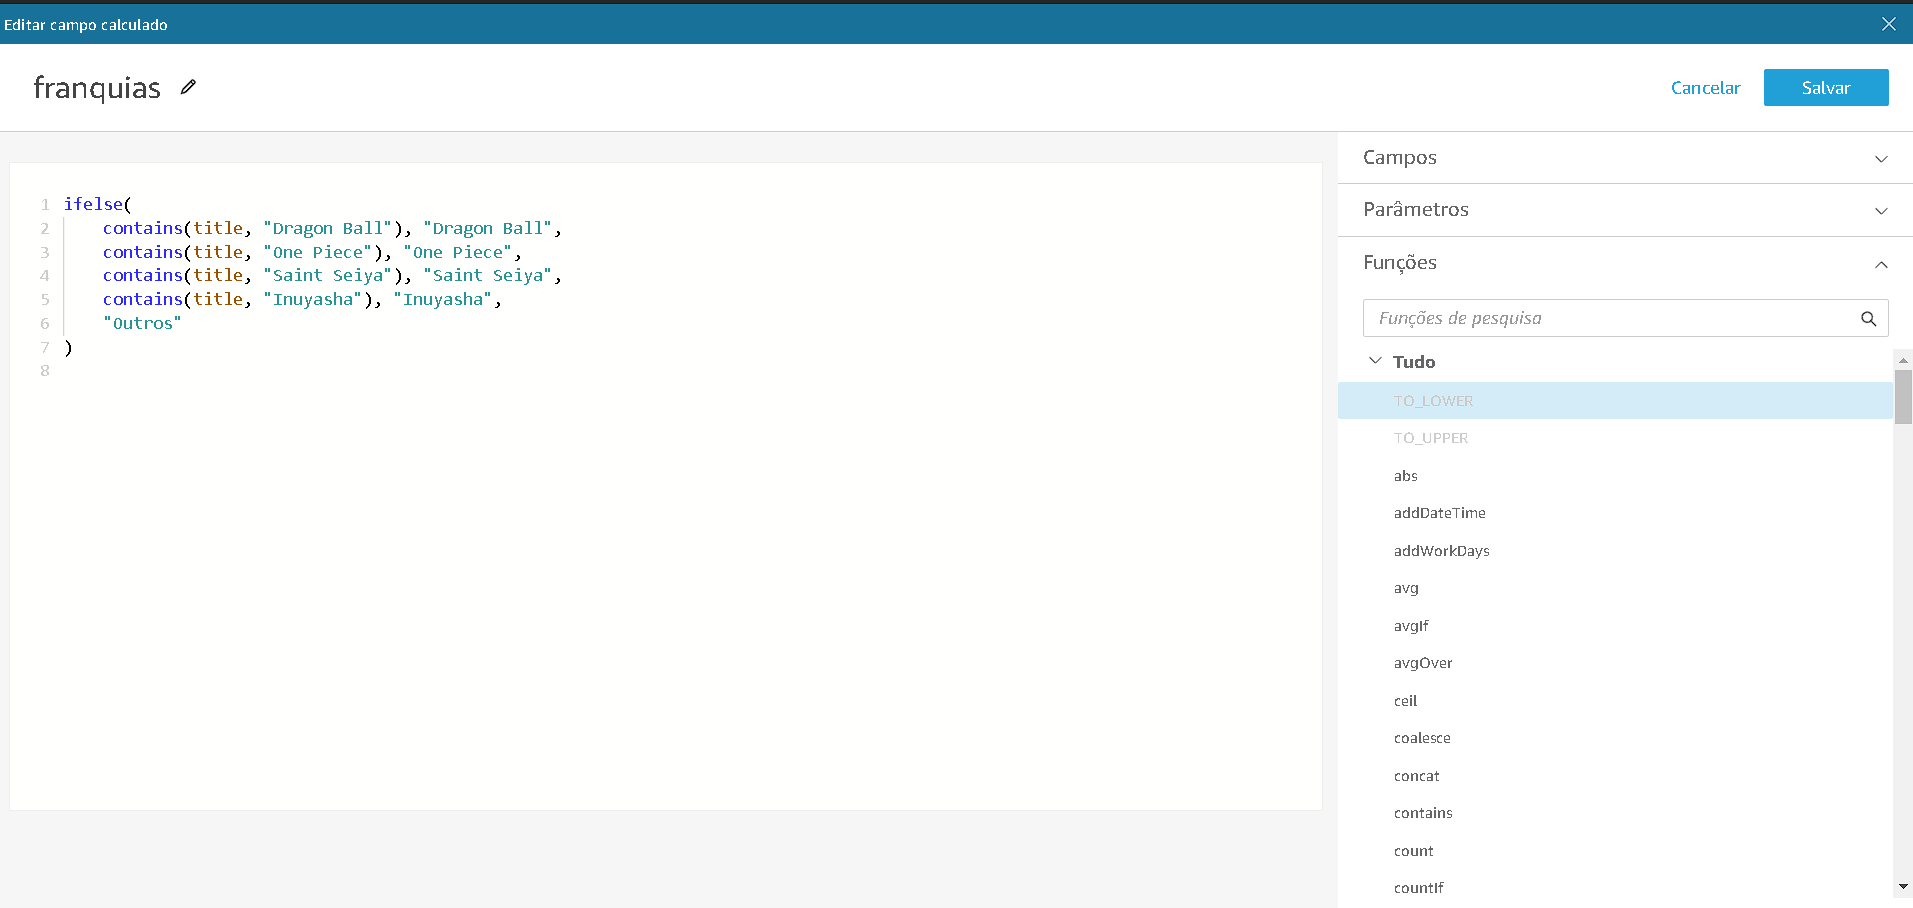 Editar campo calculado
franquias
Cancelar
Salvar
1 ifelse(
2 contains(title, "Dragon Ball"), "Dragon Ball",
3 contains(title, "One Piece"), "One Piece",
4 contains(title, "Saint Seiya"), "Saint Seiya",
5 contains(title, "Inuyasha"), "Inuyasha",
6 "Outros"
7 )
8
Campos
Parâmetros
Funções
Funções de pesquisa
Tudo
TO_LOWER
TO_UPPER
abs
addDateTime
addWorkDays
avg
avgIf
avgOver
ceil
coalesce
concat
contains
count
countIf